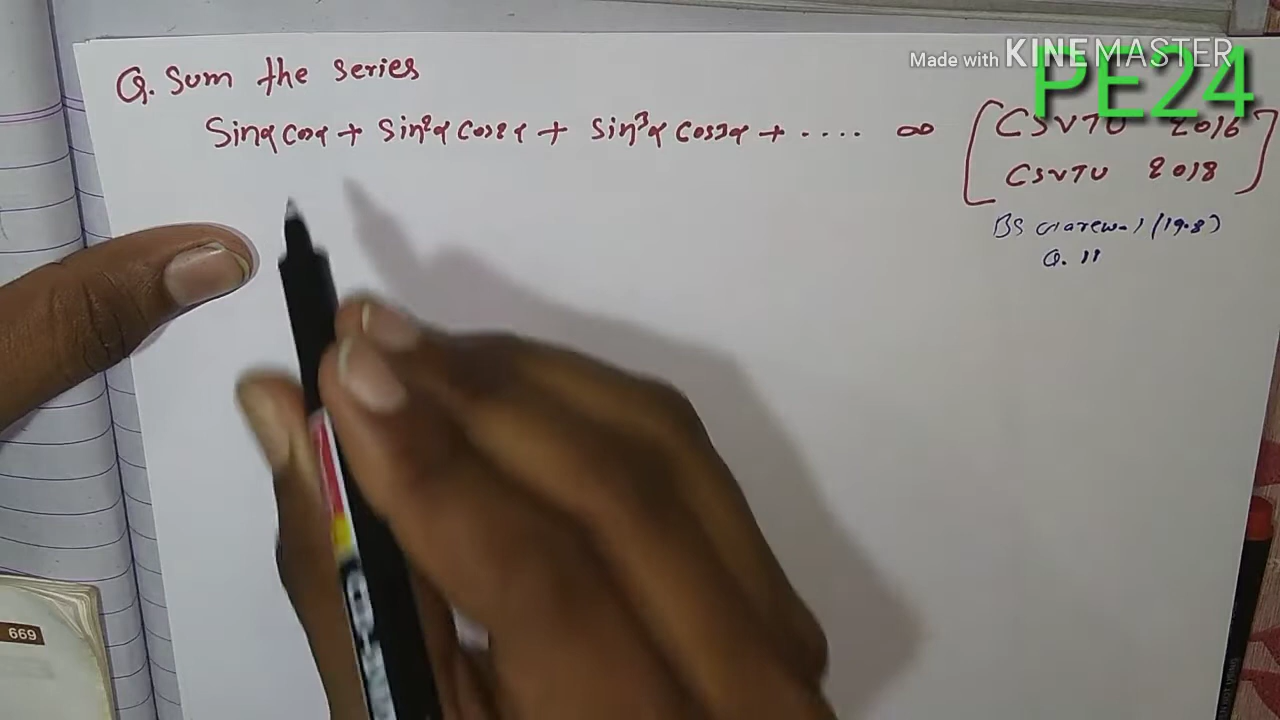 Made with KINEMASTER
PE24
Q. Sum the series
Sinα cosα + Sin²α Cos2α + Sin³α Cos3α + .... ∞
[CSVTU 2016
CSVTU 2018]
BS Grarewal (19.8)
Q. 11
669